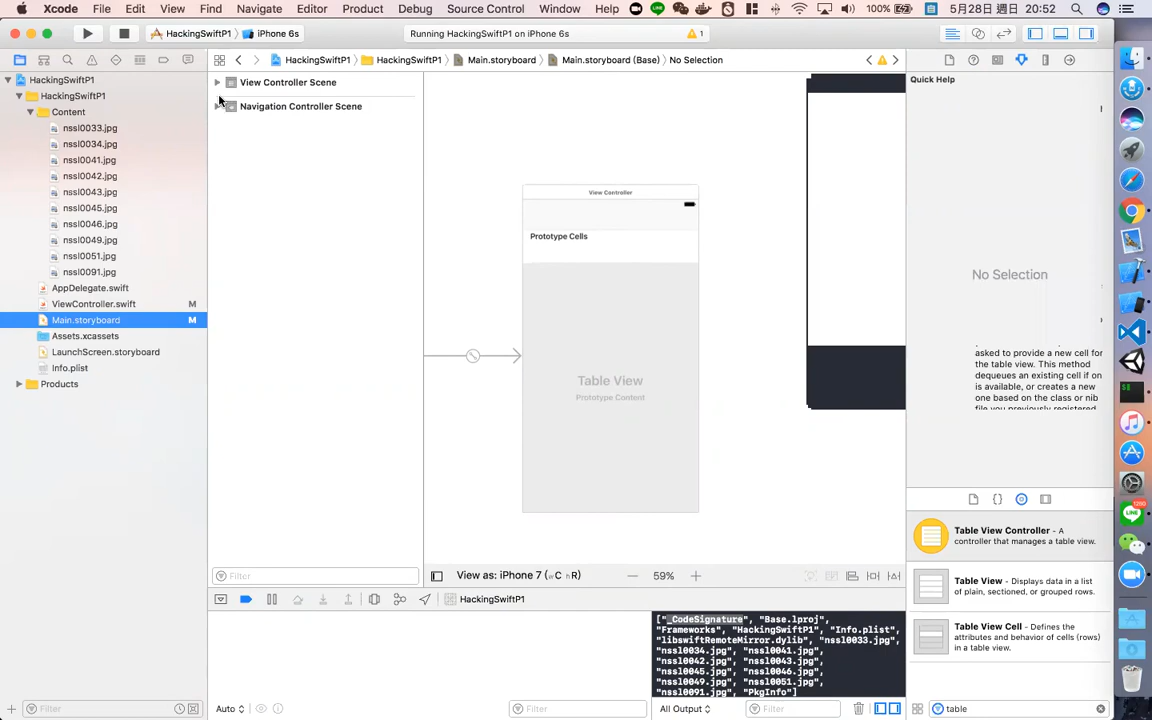 Xcode File Edit View Find Navigate Editor Product Debug Source Control Window Help 100% 5月28日 週日 20:52
HackingSwiftP1 iPhone 6s Running HackingSwiftP1 on iPhone 6s 1
HackingSwiftP1 HackingSwiftP1 Main.storyboard Main.storyboard (Base) No Selection
HackingSwiftP1
HackingSwiftP1
Content
nssl0033.jpg
nssl0034.jpg
nssl0041.jpg
nssl0042.jpg
nssl0043.jpg
nssl0045.jpg
nssl0046.jpg
nssl0049.jpg
nssl0051.jpg
nssl0091.jpg
AppDelegate.swift
ViewController.swift M
Main.storyboard M
Assets.xcassets
LaunchScreen.storyboard
Info.plist
Products
Filter
View Controller Scene
Navigation Controller Scene
Filter
View Controller
Prototype Cells
Table View
Prototype Content
View as: iPhone 7 (wC hR) 59%
HackingSwiftP1
["_CodeSignature", "Base.lproj",
"Frameworks", "HackingSwiftP1", "Info.plist",
"libswiftRemoteMirror.dylib", "nssl0033.jpg",
"nssl0034.jpg", "nssl0041.jpg",
"nssl0042.jpg", "nssl0043.jpg",
"nssl0045.jpg", "nssl0046.jpg",
"nssl0049.jpg", "nssl0051.jpg",
"nssl0091.jpg", "PkgInfo"]
Auto Filter All Output Filter
Quick Help
No Selection
asked to provide a new cell for
the table view. This method
dequeues an existing cell if on
is available, or creates a new
one based on the class or nib
file you previously registered
Table View Controller - A
controller that manages a table view.
Table View - Displays data in a list
of plain, sectioned, or grouped rows.
Table View Cell - Defines the
attributes and behavior of cells (rows)
in a table view.
table